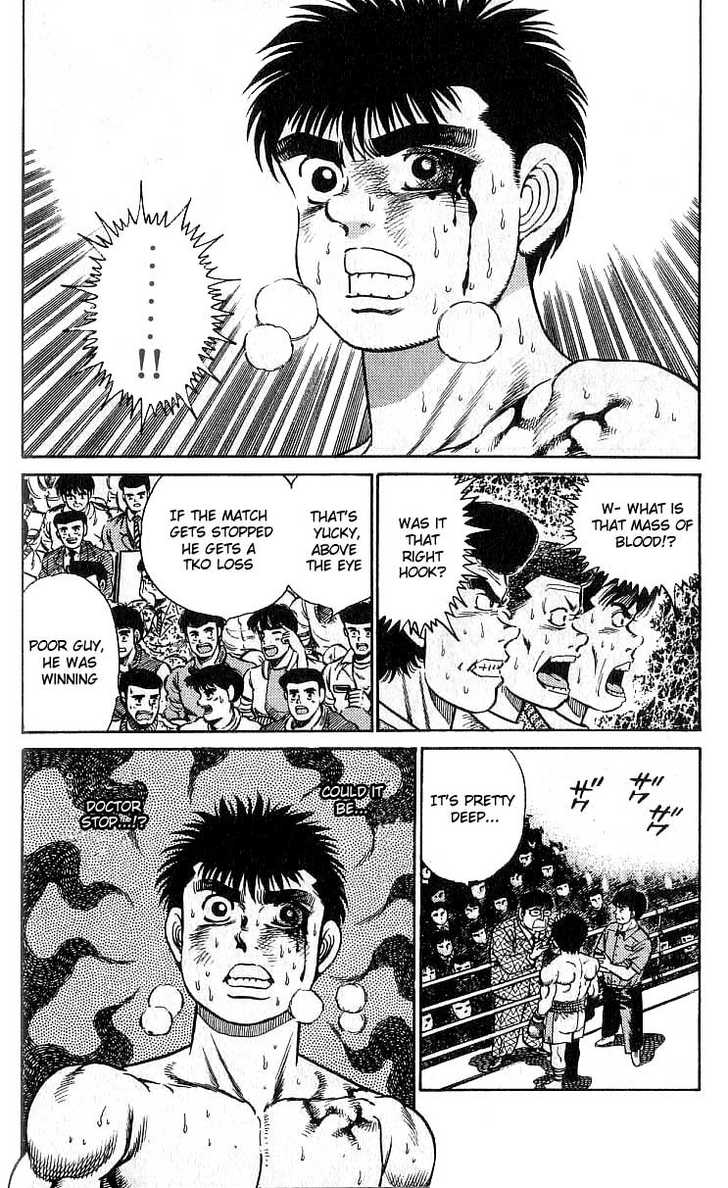 ......!!
W- WHAT IS
THAT MASS OF
BLOOD!?
WAS IT
THAT
RIGHT
HOOK?
THAT'S
YUCKY,
ABOVE
THE EYE
IF THE MATCH
GETS STOPPED
HE GETS A
TKO LOSS
POOR GUY,
HE WAS
WINNING
ザワ
ザワ
ザワ
IT'S PRETTY
DEEP...
COULD IT
BE...
DOCTOR
STOP...!?